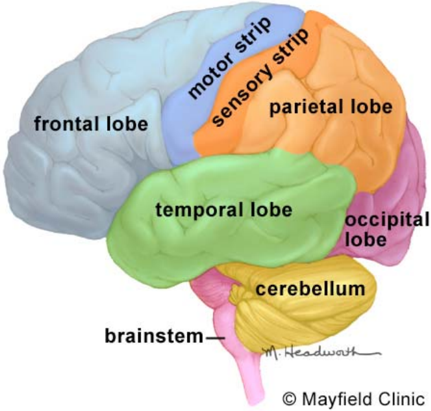 motor strip
sensory strip
parietal lobe
frontal lobe
temporal lobe
occipital
lobe
cerebellum
brainstem
M. Headworth
© Mayfield Clinic